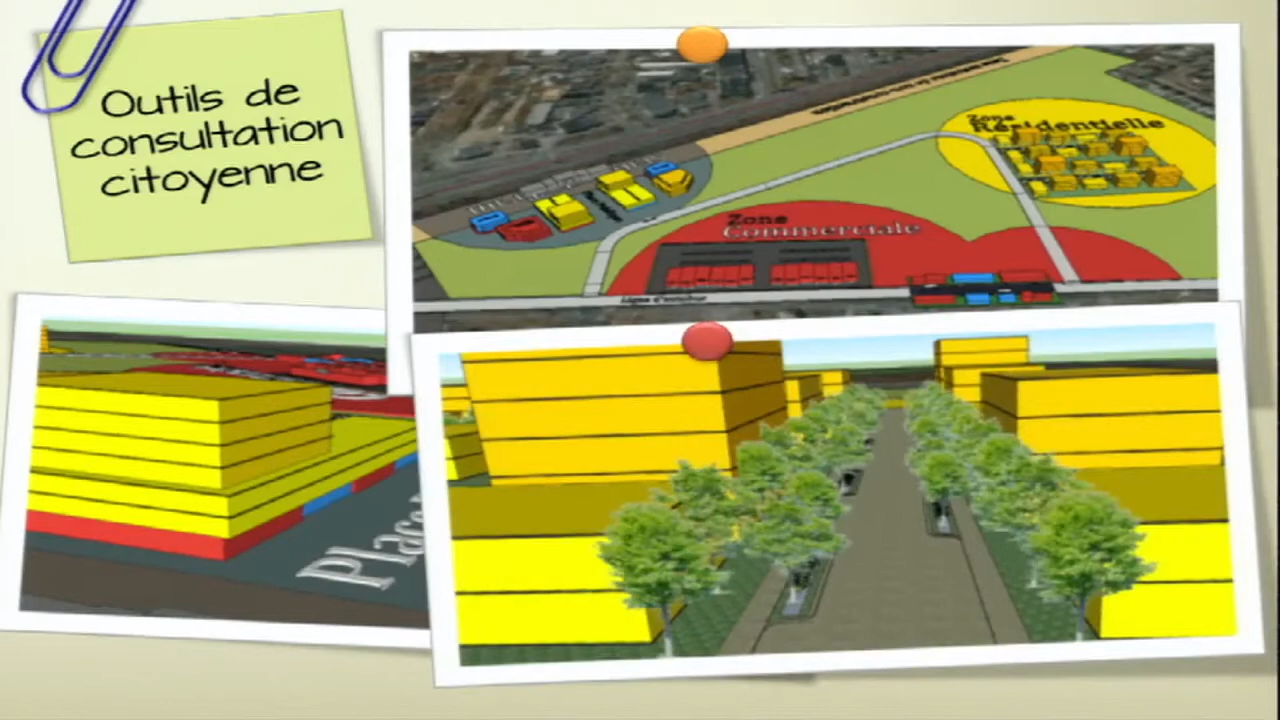 Outils de
consultation
citoyenne
Zone
Résidentielle
Zone
Commerciale
Place